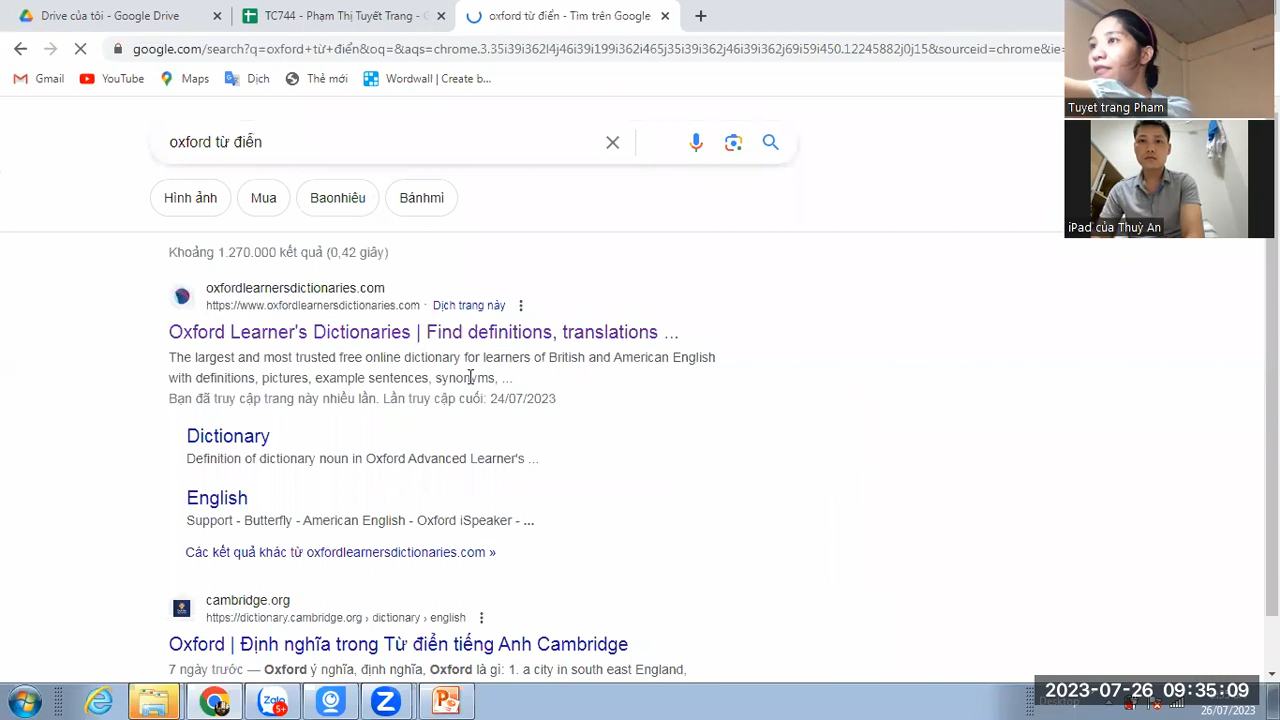 Drive của tôi - Google Drive
TC744 - Phạm Thị Tuyết Trang - C
oxford từ điển - Tìm trên Google
google.com/search?q=oxford+từ+điển&oq=&aqs=chrome.3.35i39i362l4j46i39i199i362i465j35i39i362j46i39i362j69i59i450.12245882j0j15&sourceid=chrome&ie=
Gmail
YouTube
Maps
Dịch
Thẻ mới
Wordwall | Create b...
Tuyet trang Pham
iPad của Thuỳ An
oxford từ điển
Hình ảnh
Mua
Baonhiêu
Bánhmì
Khoảng 1.270.000 kết quả (0,42 giây)
oxfordlearnersdictionaries.com
https://www.oxfordlearnersdictionaries.com · Dịch trang này
Oxford Learner's Dictionaries | Find definitions, translations ...
The largest and most trusted free online dictionary for learners of British and American English
with definitions, pictures, example sentences, synonyms, ...
Bạn đã truy cập trang này nhiều lần. Lần truy cập cuối: 24/07/2023
Dictionary
Definition of dictionary noun in Oxford Advanced Learner's ...
English
Support - Butterfly - American English - Oxford iSpeaker - ...
Các kết quả khác từ oxfordlearnersdictionaries.com »
cambridge.org
https://dictionary.cambridge.org › dictionary › english
Oxford | Định nghĩa trong Từ điển tiếng Anh Cambridge
7 ngày trước — Oxford ý nghĩa, định nghĩa, Oxford là gì: 1. a city in south east England,
Zalo
5+
Desktop
2023-07-26 09:35:09
26/07/2023